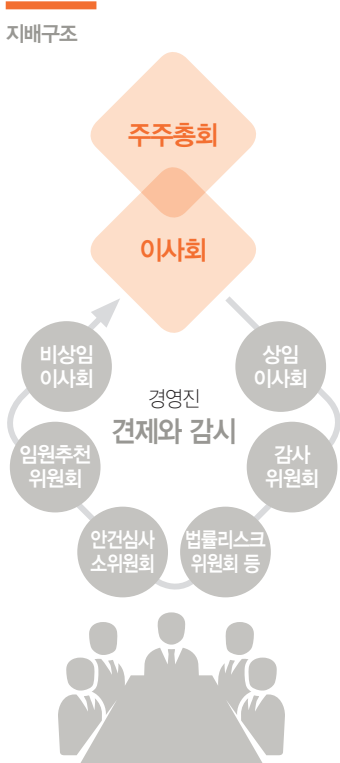 지배구조
주주총회
이사회
비상임
이사회
상임
이사회
경영진
견제와 감시
임원추천
위원회
감사
위원회
안건심사
소위원회
법률리스크
위원회 등